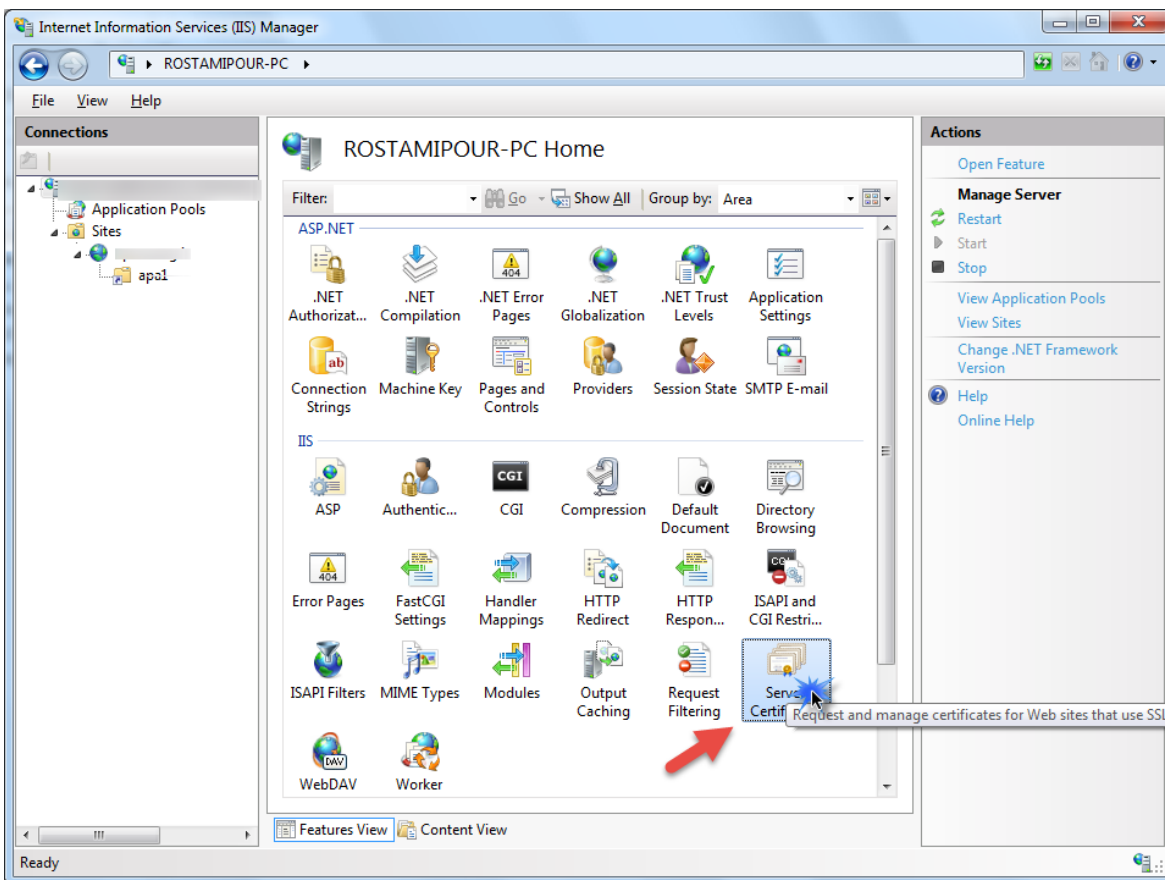 Internet Information Services (IIS) Manager
ROSTAMIPOUR-PC
File View Help
Connections
Application Pools
Sites
apa1
ROSTAMIPOUR-PC Home
Filter: Go Show All Group by: Area
ASP.NET
.NET Authorizat...
.NET Compilation
.NET Error Pages
.NET Globalization
.NET Trust Levels
Application Settings
Connection Strings
Machine Key
Pages and Controls
Providers
Session State
SMTP E-mail
IIS
ASP
Authentic...
CGI
Compression
Default Document
Directory Browsing
Error Pages
FastCGI Settings
Handler Mappings
HTTP Redirect
HTTP Respon...
ISAPI and CGI Restri...
ISAPI Filters
MIME Types
Modules
Output Caching
Request Filtering
Request and manage certificates for Web sites that use SSL
WebDAV
Worker
Features View Content View
Actions
Open Feature
Manage Server
Restart
Start
Stop
View Application Pools
View Sites
Change .NET Framework Version
Help
Online Help
Ready